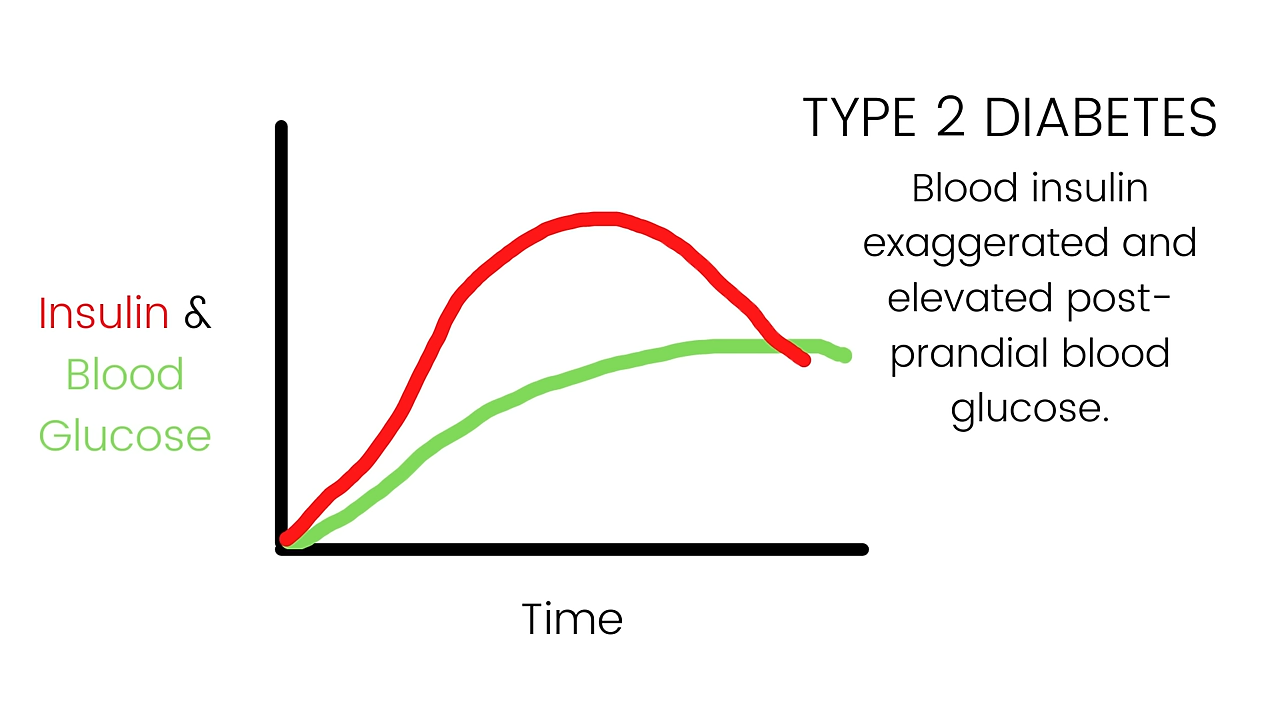 TYPE 2 DIABETES
Blood insulin
exaggerated and
elevated post-
prandial blood
glucose.
Insulin &
Blood
Glucose
Time